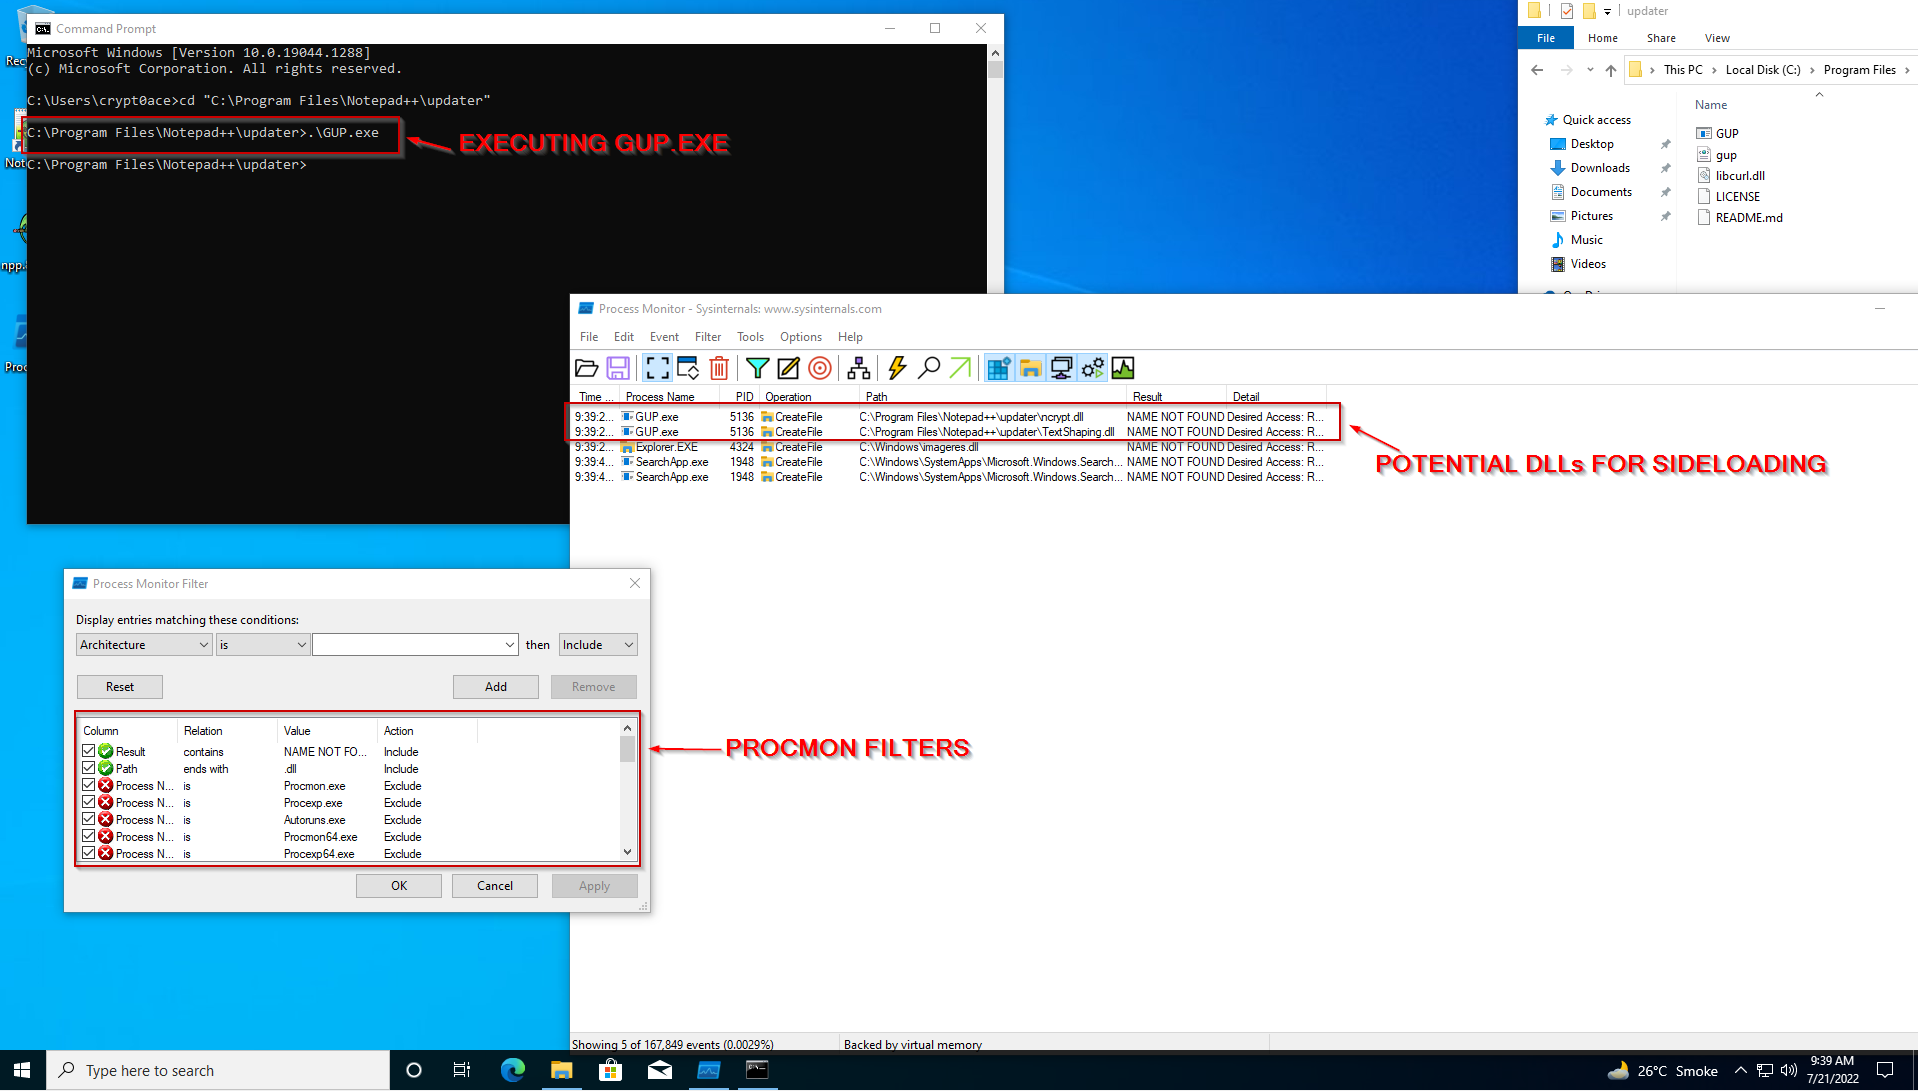 Command Prompt
Microsoft Windows [Version 10.0.19044.1288]
(c) Microsoft Corporation. All rights reserved.
C:\Users\crypt0ace>cd "C:\Program Files\Notepad++\updater"
C:\Program Files\Notepad++\updater>.\GUP.exe
EXECUTING GUP.EXE
C:\Program Files\Notepad++\updater>
Rec
Not
npp.
Proc
updater
File Home Share View
This PC Local Disk (C:) Program Files
Name
Quick access
Desktop
Downloads
Documents
Pictures
Music
Videos
GUP
gup
libcurl.dll
LICENSE
README.md
Process Monitor - Sysinternals: www.sysinternals.com
File Edit Event Filter Tools Options Help
Time ... Process Name PID Operation Path Result Detail
9:39:2... GUP.exe 5136 CreateFile C:\Program Files\Notepad++\updater\ncrypt.dll NAME NOT FOUND Desired Access: R...
9:39:2... GUP.exe 5136 CreateFile C:\Program Files\Notepad++\updater\TextShaping.dll NAME NOT FOUND Desired Access: R...
9:39:2... Explorer.EXE 4324 CreateFile C:\Windows\imageres.dll NAME NOT FOUND Desired Access: R...
9:39:4... SearchApp.exe 1948 CreateFile C:\Windows\SystemApps\Microsoft.Windows.Search... NAME NOT FOUND Desired Access: R...
9:39:4... SearchApp.exe 1948 CreateFile C:\Windows\SystemApps\Microsoft.Windows.Search... NAME NOT FOUND Desired Access: R...
POTENTIAL DLLs FOR SIDELOADING
Process Monitor Filter
Display entries matching these conditions:
Architecture is then Include
Reset Add Remove
Column Relation Value Action
Result contains NAME NOT FO... Include
Path ends with .dll Include
Process N... is Procmon.exe Exclude
Process N... is Procexp.exe Exclude
Process N... is Autoruns.exe Exclude
Process N... is Procmon64.exe Exclude
Process N... is Procexp64.exe Exclude
OK Cancel Apply
PROCMON FILTERS
Showing 5 of 167,849 events (0.0029%) Backed by virtual memory
Type here to search
26°C Smoke
9:39 AM
7/21/2022